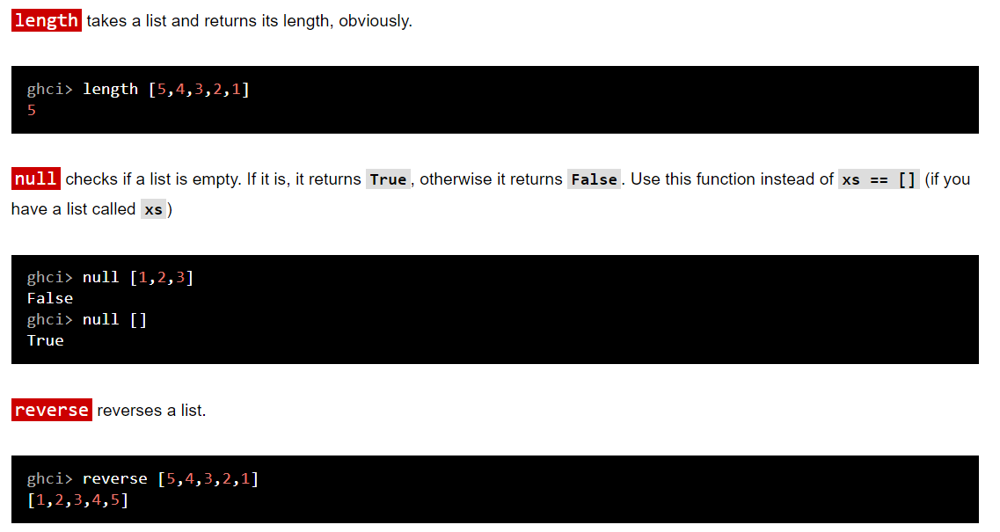 length takes a list and returns its length, obviously.
ghci> length [5,4,3,2,1]
5
null checks if a list is empty. If it is, it returns True, otherwise it returns False. Use this function instead of xs == [] (if you
have a list called xs)
ghci> null [1,2,3]
False
ghci> null []
True
reverse reverses a list.
ghci> reverse [5,4,3,2,1]
[1,2,3,4,5]